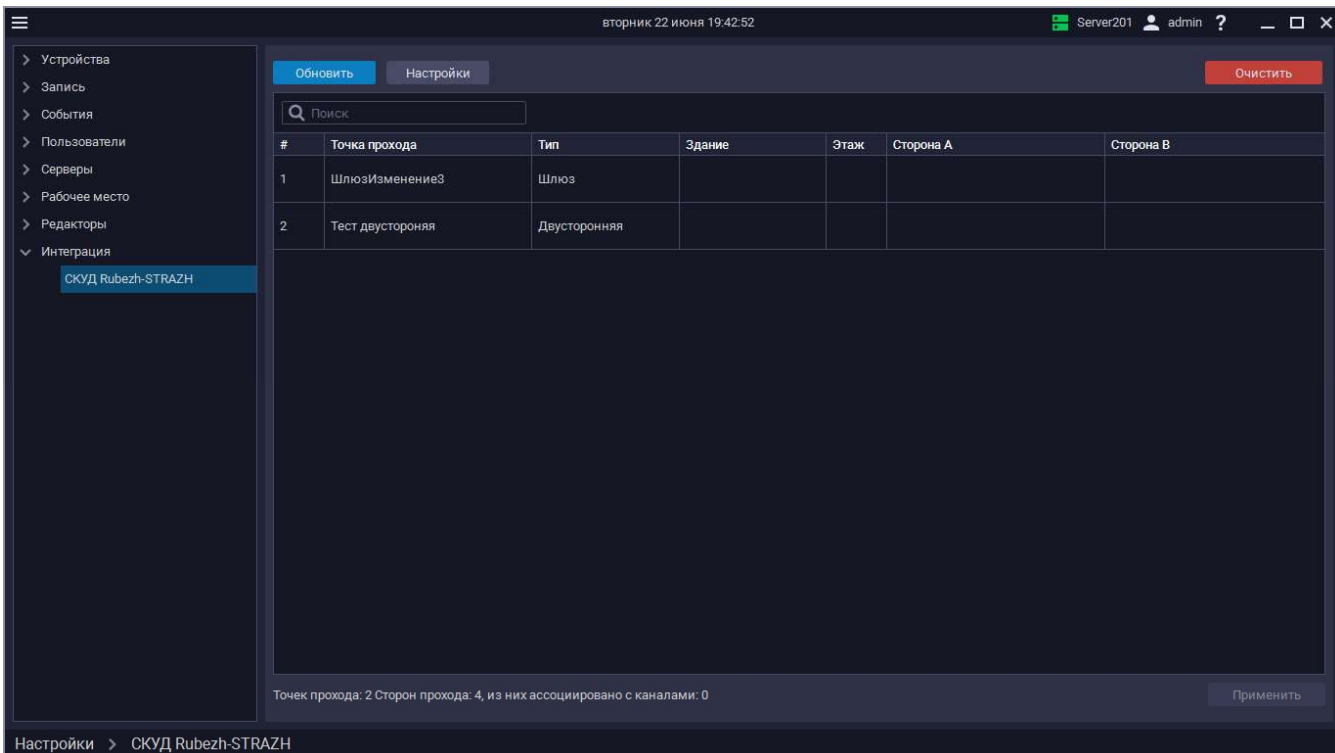 вторник 22 июня 19:42:52 Server201 admin ?
Устройства
Запись
События
Пользователи
Серверы
Рабочее место
Редакторы
Интеграция
СКУД Rubezh-STRAZH
Обновить Настройки Очистить
Поиск
# Точка прохода Тип Здание Этаж Сторона A Сторона B
1 ШлюзИзменение3 Шлюз
2 Тест двустороняя Двусторонняя
Точек прохода: 2 Сторон прохода: 4, из них ассоциировано с каналами: 0 Применить
Настройки > СКУД Rubezh-STRAZH